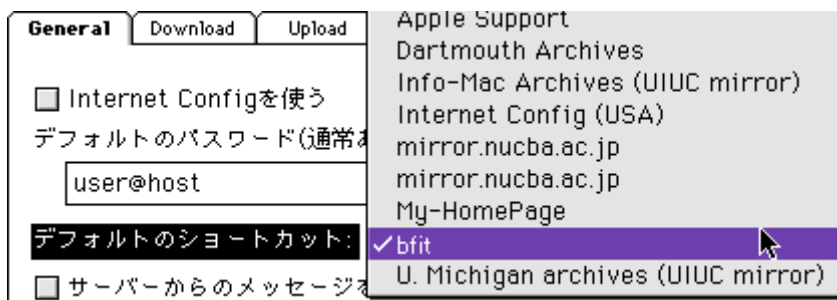 General Download Upload
Internet Configを使う
デフォルトのパスワード(通常
user@host
デフォルトのショートカット:
サーバーからのメッセージ
Apple Support
Dartmouth Archives
Info-Mac Archives (UIUC mirror)
Internet Config (USA)
mirror.nucba.ac.jp
mirror.nucba.ac.jp
My-HomePage
✓bfit
U. Michigan archives (UIUC mirror)